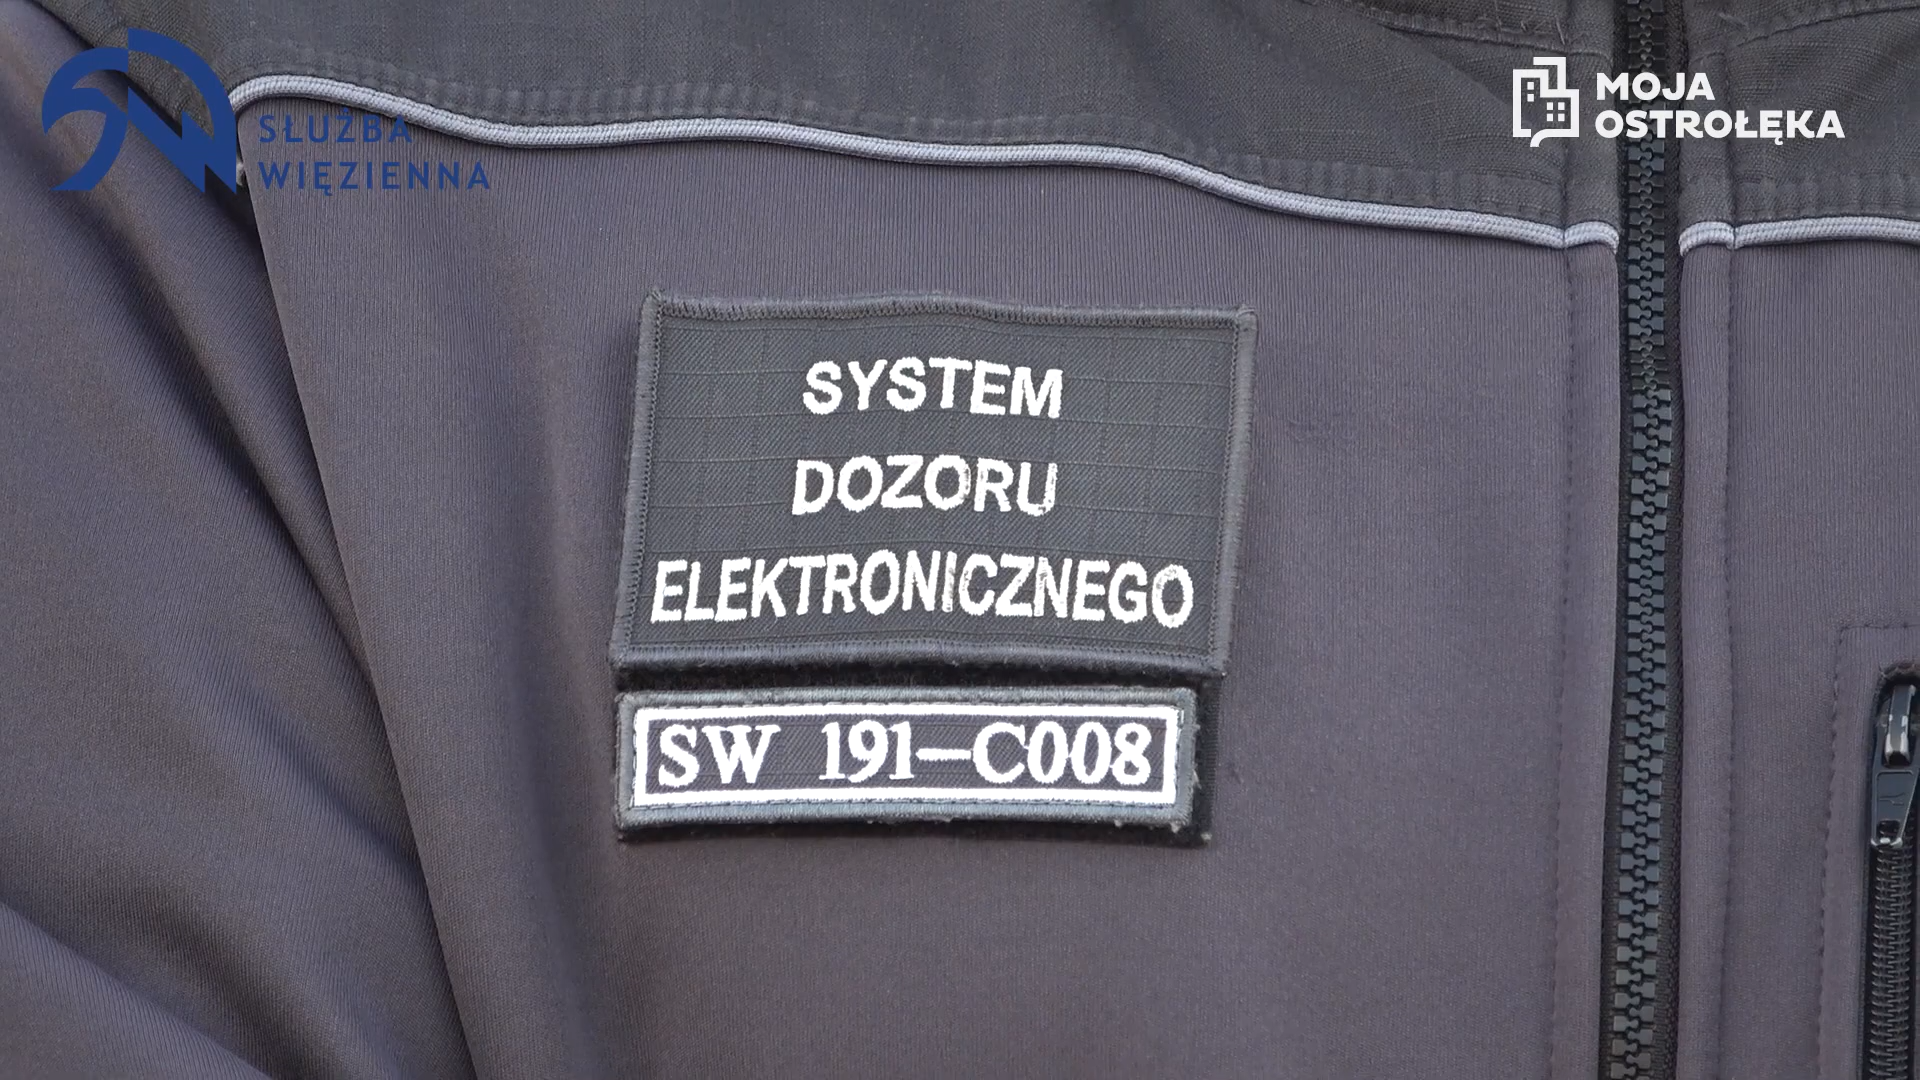 SŁUŻBA
WIĘZIENNA
MOJA
OSTROŁĘKA
SYSTEM
DOZORU
ELEKTRONICZNEGO
SW 191-C008